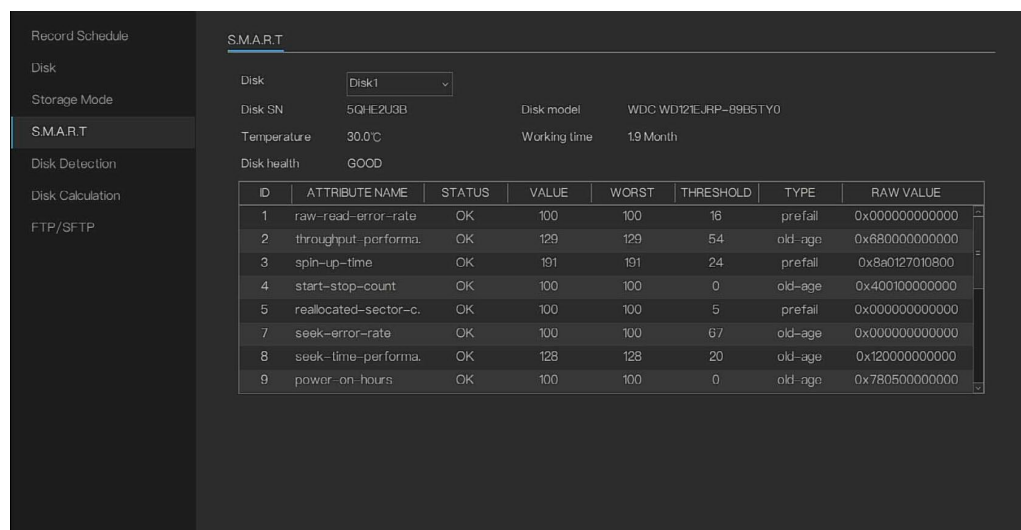 Record Schedule
Disk
Storage Mode
S.M.A.R.T
Disk Detection
Disk Calculation
FTP/SFTP
S.M.A.R.T
Disk Disk1
Disk SN 5QHE2U3B Disk model WDC WD121EJRP-89B5TY0
Temperature 30.0℃ Working time 1.9 Month
Disk health GOOD
ID ATTRIBUTE NAME STATUS VALUE WORST THRESHOLD TYPE RAW VALUE
1 raw-read-error-rate OK 100 100 16 prefail 0x000000000000
2 throughput-performa. OK 129 129 54 old-age 0x680000000000
3 spin-up-time OK 191 191 24 prefail 0x8a0127010800
4 start-stop-count OK 100 100 0 old-age 0x400100000000
5 reallocated-sector-c. OK 100 100 5 prefail 0x000000000000
7 seek-error-rate OK 100 100 67 old-age 0x000000000000
8 seek-time-performa. OK 128 128 20 old-age 0x120000000000
9 power-on-hours OK 100 100 0 old-age 0x780500000000